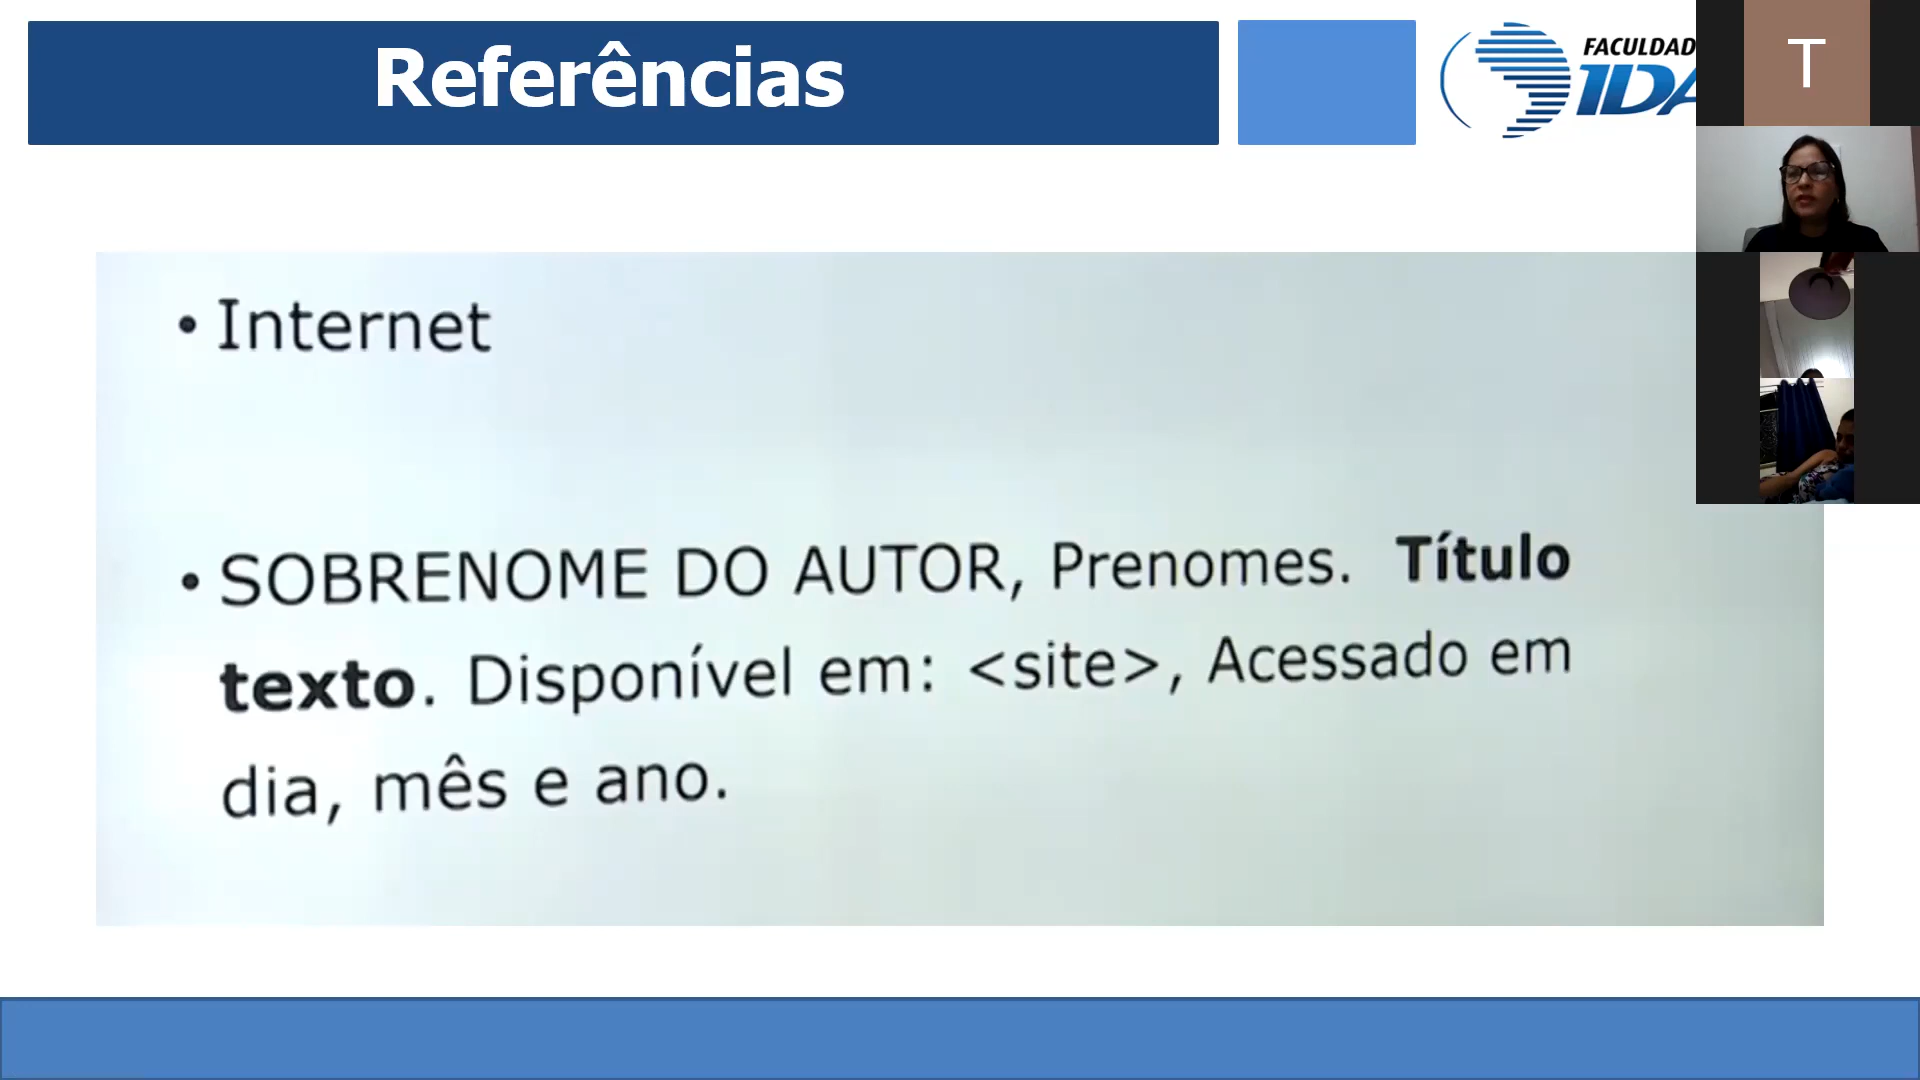 Referências
FACULDAD
IDA
T
• Internet
• SOBRENOME DO AUTOR, Prenomes. Título
texto. Disponível em: <site>, Acessado em
dia, mês e ano.